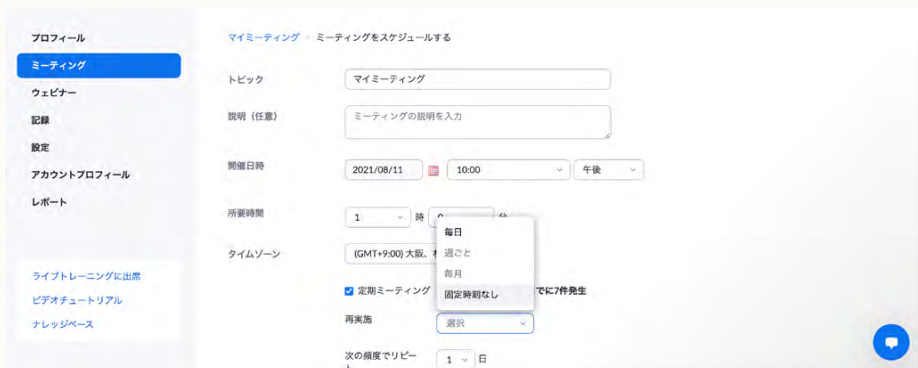 プロフィール
ミーティング
ウェビナー
記録
設定
アカウントプロフィール
レポート
ライブトレーニングに出席
ビデオチュートリアル
ナレッジベース
マイミーティング > ミーティングをスケジュールする
トピック マイミーティング
説明（任意） ミーティングの説明を入力
開催日時 2021/08/11 10:00 午後
所要時間 1 時 0 分
タイムゾーン (GMT+9:00) 大阪、
定期ミーティング でに7件発生
再実施 選択
毎日
週ごと
毎月
固定時刻なし
次の頻度でリピート 1 日